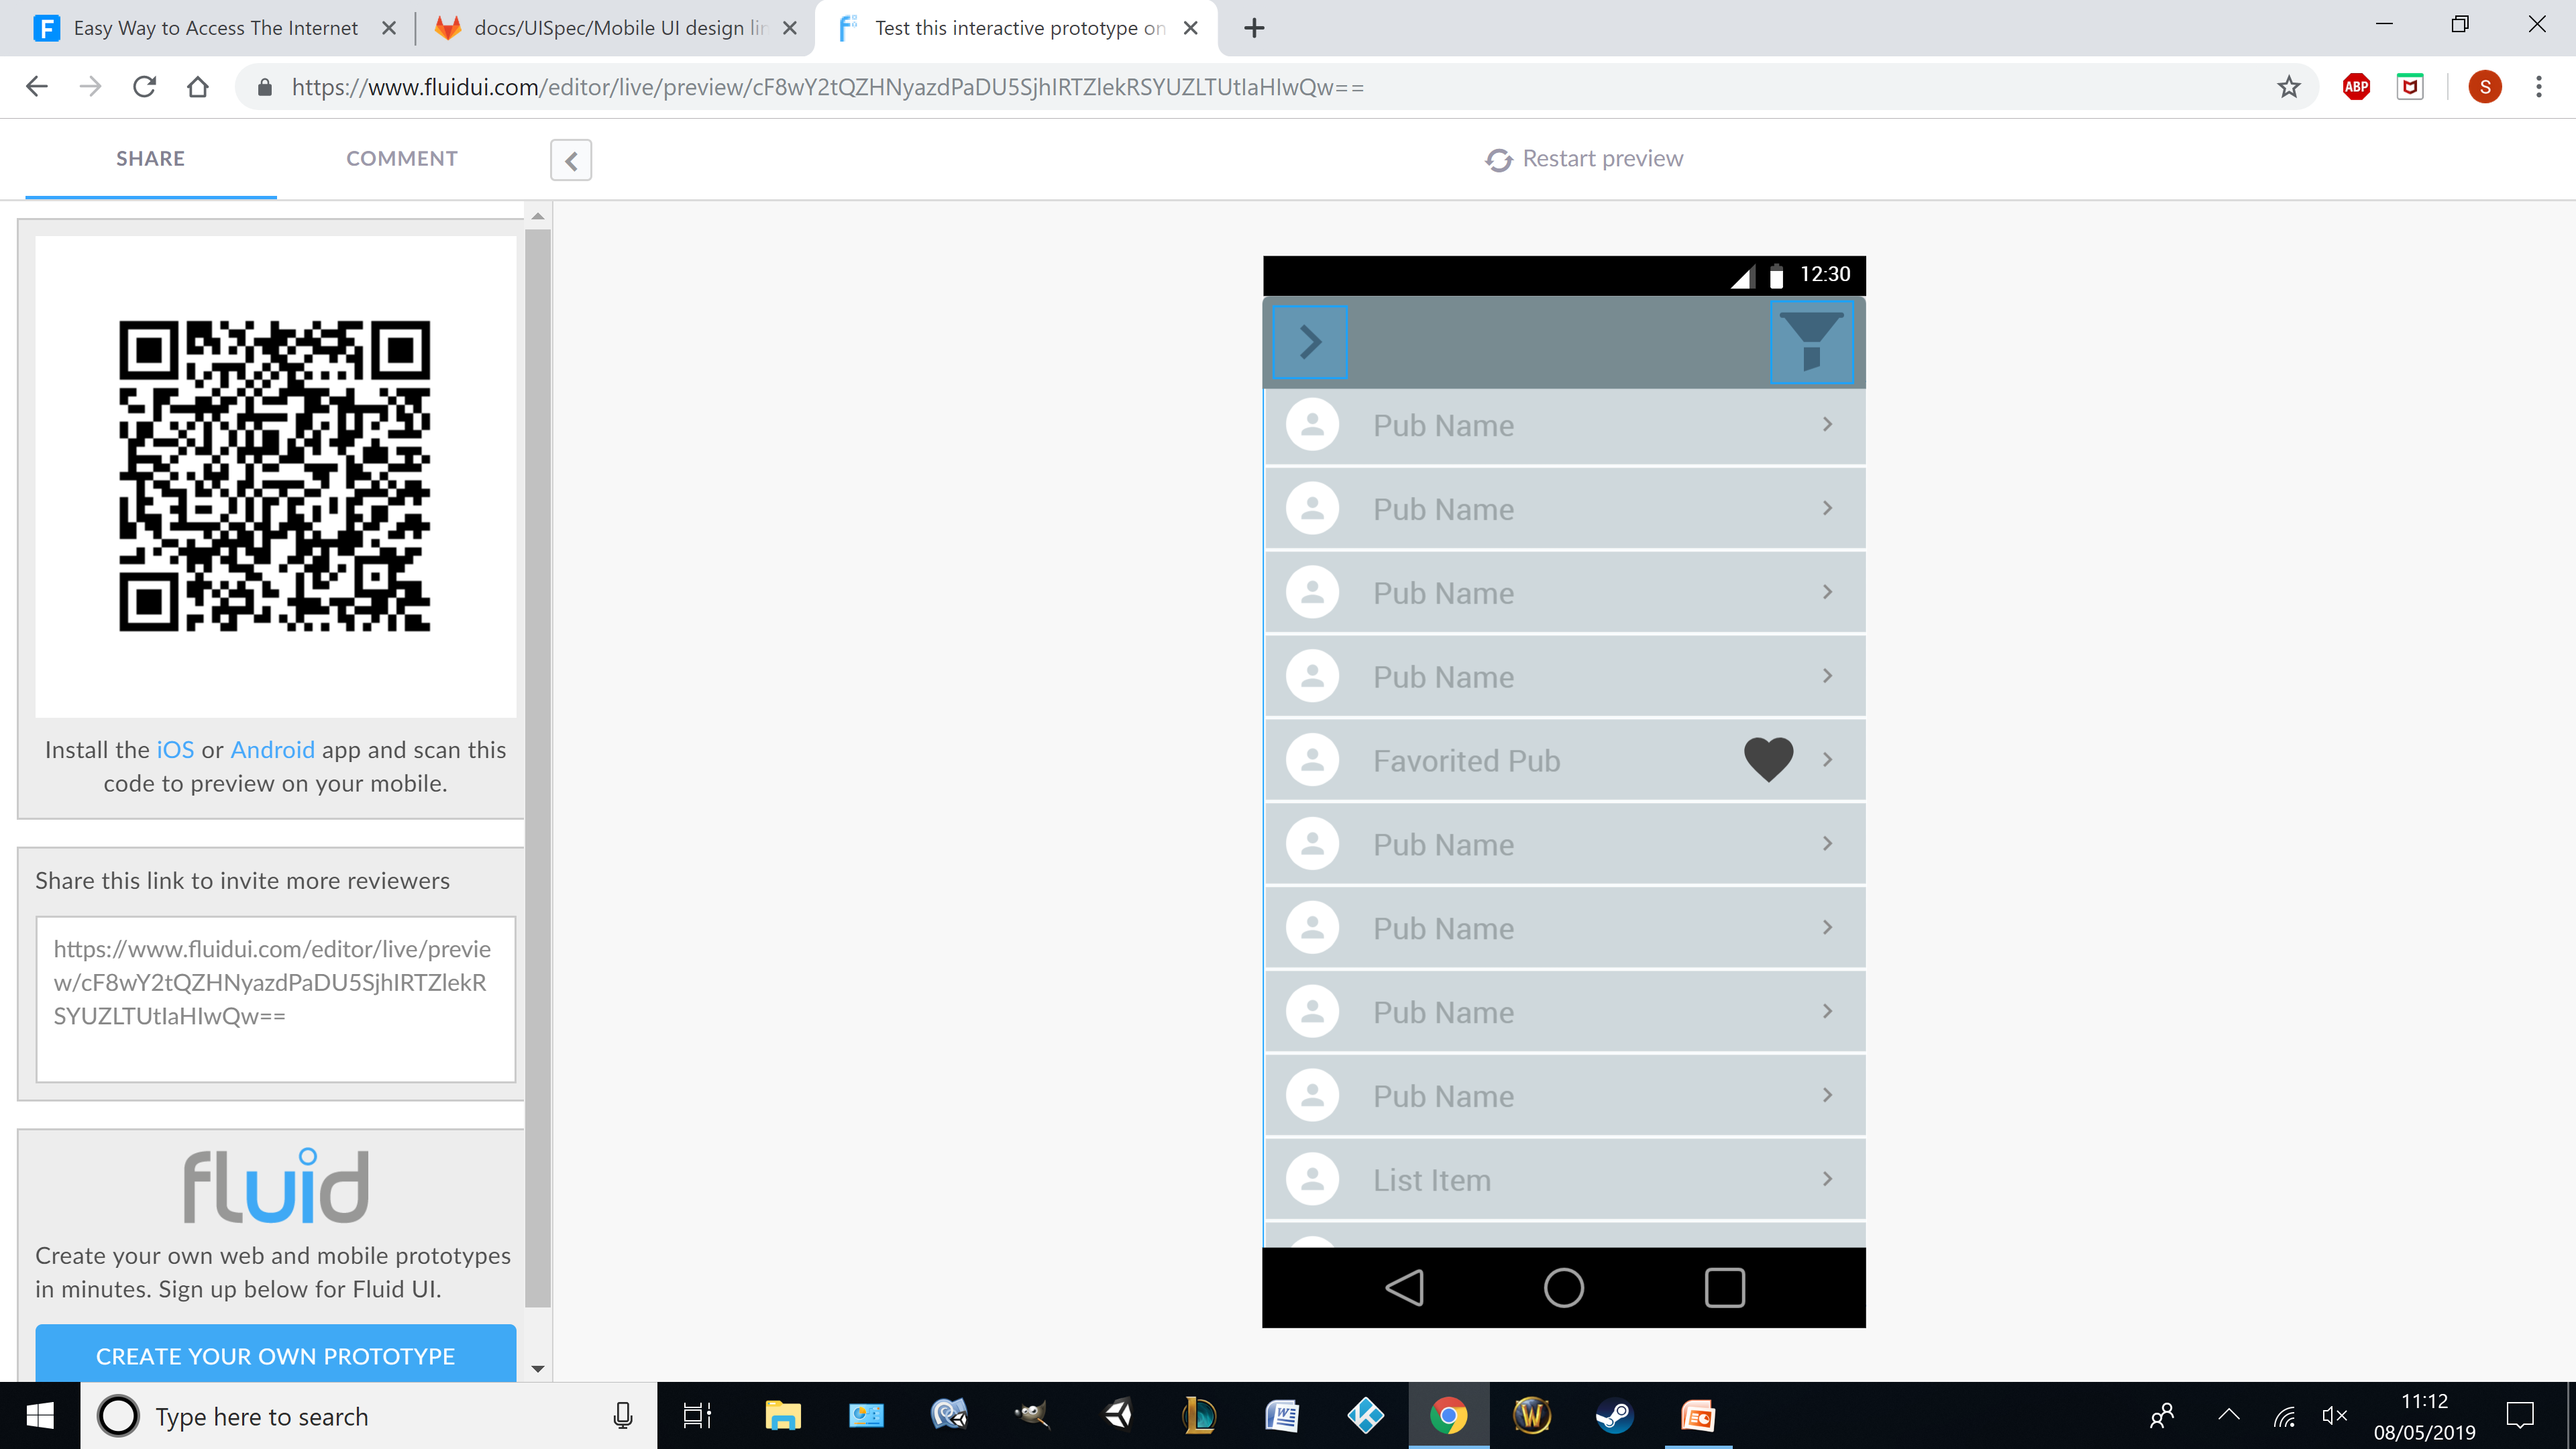 Easy Way to Access The Internet
docs/UISpec/Mobile UI design lin
Test this interactive prototype on
https://www.fluidui.com/editor/live/preview/cF8wY2tQZHNyazdPaDU5SjhIRTZlekRSYUZLTUtIaHIwQw==
ABP
S
SHARE
COMMENT
Restart preview
Install the iOS or Android app and scan this
code to preview on your mobile.
Share this link to invite more reviewers
https://www.fluidui.com/editor/live/previe
w/cF8wY2tQZHNyazdPaDU5SjhIRTZlekR
SYUZLTUtIaHIwQw==
fluid
Create your own web and mobile prototypes
in minutes. Sign up below for Fluid UI.
CREATE YOUR OWN PROTOTYPE
12:30
Pub Name
Pub Name
Pub Name
Pub Name
Favorited Pub
Pub Name
Pub Name
Pub Name
Pub Name
List Item
Type here to search
11:12
08/05/2019